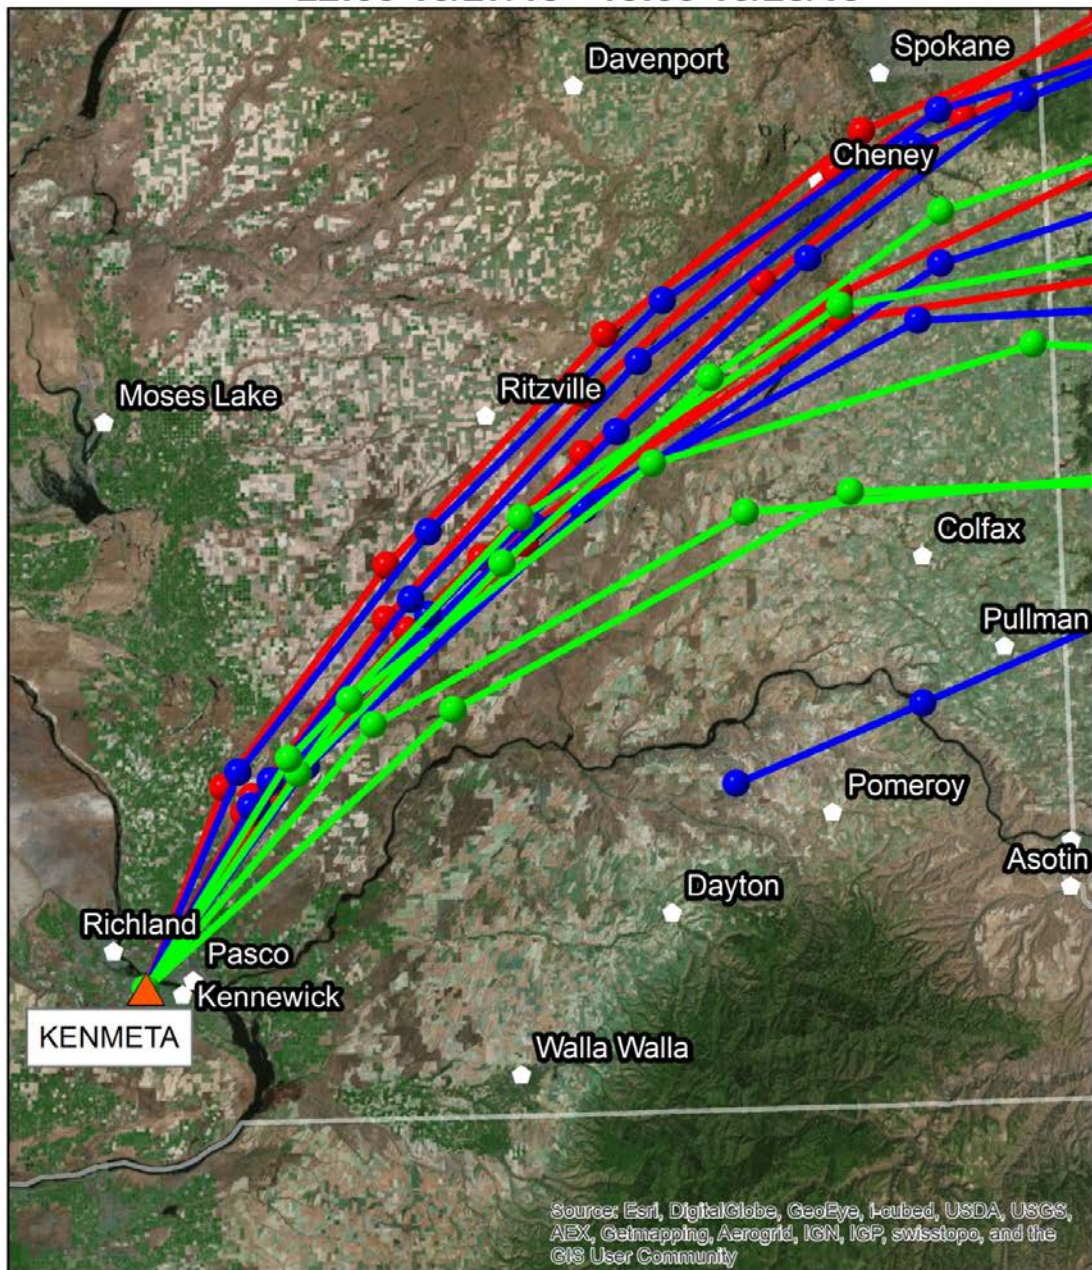 Davenport
Spokane
Cheney
Moses Lake
Ritzville
Colfax
Pullman
Pomeroy
Asotin
Dayton
Richland
Pasco
Kennewick
KENMETA
Walla Walla
Source: Esri, DigitalGlobe, GeoEye, i-cubed, USDA, USGS,
AEX, Getmapping, Aerogrid, IGN, IGP, swisstopo, and the
GIS User Community